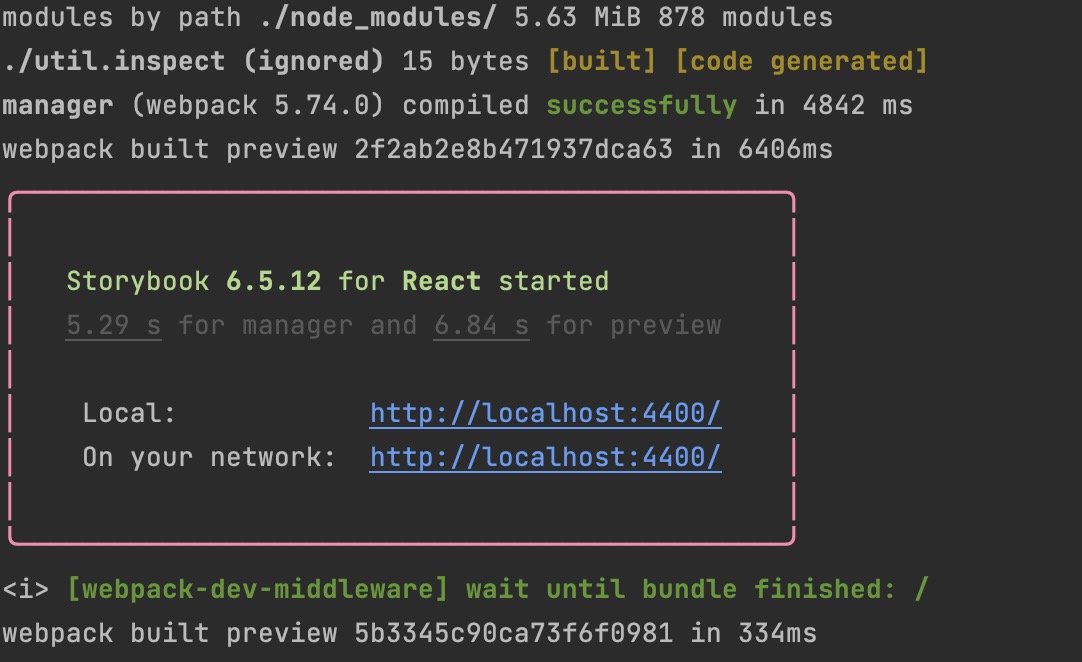 modules by path ./node_modules/ 5.63 MiB 878 modules
./util.inspect (ignored) 15 bytes [built] [code generated]
manager (webpack 5.74.0) compiled successfully in 4842 ms
webpack built preview 2f2ab2e8b471937dca63 in 6406ms
Storybook 6.5.12 for React started
5.29 s for manager and 6.84 s for preview
Local: http://localhost:4400/
On your network: http://localhost:4400/
<i> [webpack-dev-middleware] wait until bundle finished: /
webpack built preview 5b3345c90ca73f6f0981 in 334ms